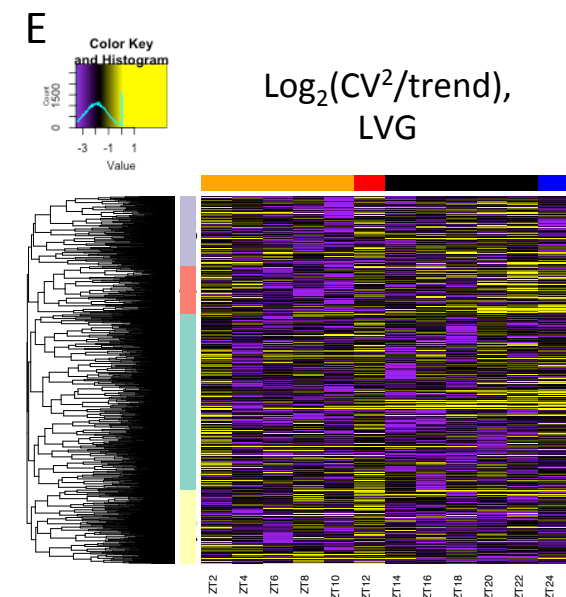 E
Color Key
and Histogram
Count
0 1500
-3 -1 1
Value
Log₂(CV²/trend),
LVG
ZT2 ZT4 ZT6 ZT8 ZT10 ZT12 ZT14 ZT16 ZT18 ZT20 ZT22 ZT24